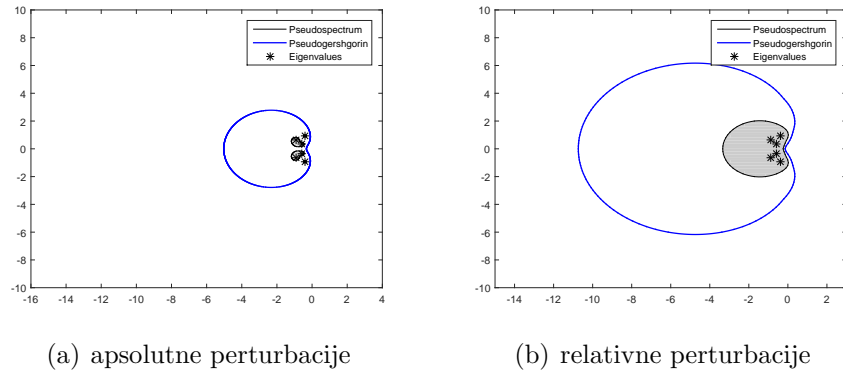 10
8
6
4
2
0
-2
-4
-6
-8
-10
-16 -14 -12 -10 -8 -6 -4 -2 0 2 4
Pseudospectrum
Pseudogershgorin
Eigenvalues
(a) apsolutne perturbacije
10
8
6
4
2
0
-2
-4
-6
-8
-10
-14 -12 -10 -8 -6 -4 -2 0 2
Pseudospectrum
Pseudogershgorin
Eigenvalues
(b) relativne perturbacije